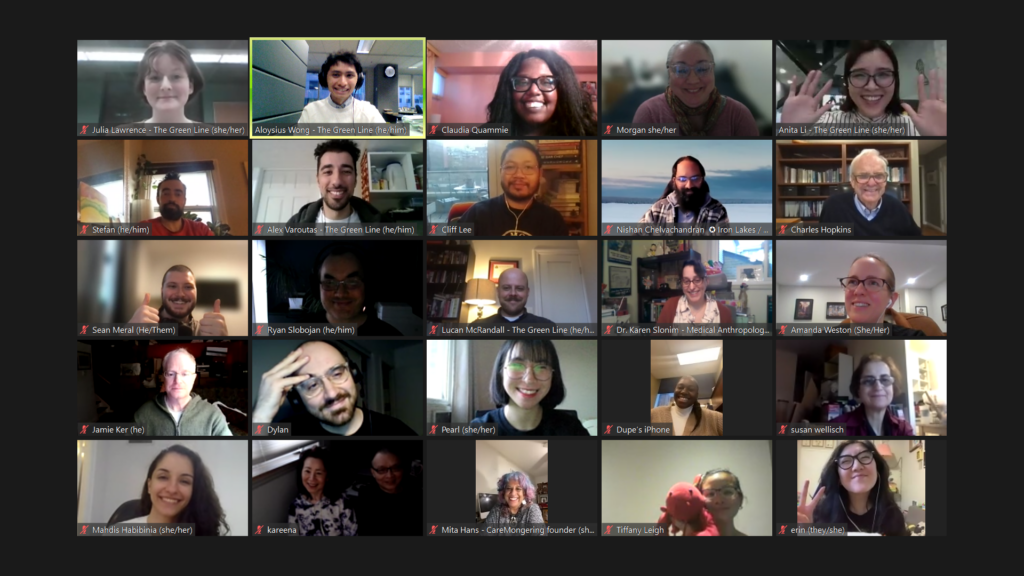 Julia Lawrence - The Green Line (she/her)
Aloysius Wong - The Green Line (he/him)
Claudia Quammie
Morgan she/her
Anita Li - The Green Line (she/her)
Stefan (he/him)
Alex Varoutas - The Green Line (he/him)
Cliff Lee
Nishan Chelvachandran ✪ Iron Lakes / ...
Charles Hopkins
Sean Meral (He/Them)
Ryan Slobojan (he/him)
Lucan McRandall - The Green Line (he/h...
Dr. Karen Slonim - Medical Anthropolog...
Amanda Weston (She/Her)
Jamie Ker (he)
Dylan
Pearl (she/her)
Dupe's iPhone
susan wellisch
Mahdis Habibinia (she/her)
kareena
Mita Hans - CareMongering founder (sh...
Tiffany Leigh
erin (they/she)